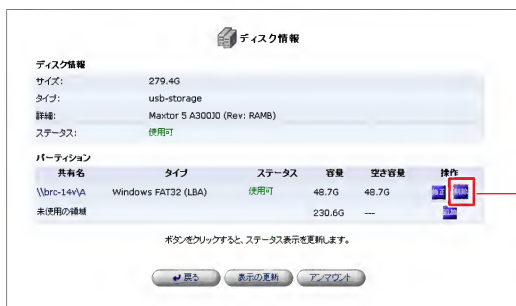 ディスク情報
ディスク情報
サイズ: 279.4G
タイプ: usb-storage
詳細: Maxtor 5 A300J0 (Rev: RAMB)
ステータス: 使用可
パーティション
共有名 タイプ ステータス 容量 空き容量 操作
\\brc-14v\A Windows FAT32 (LBA) 使用可 48.7G 48.7G 修正 削除
未使用の領域 230.6G ---
ボタンをクリックすると、ステータス表示を更新します。
戻る 表示の更新 アンマウント